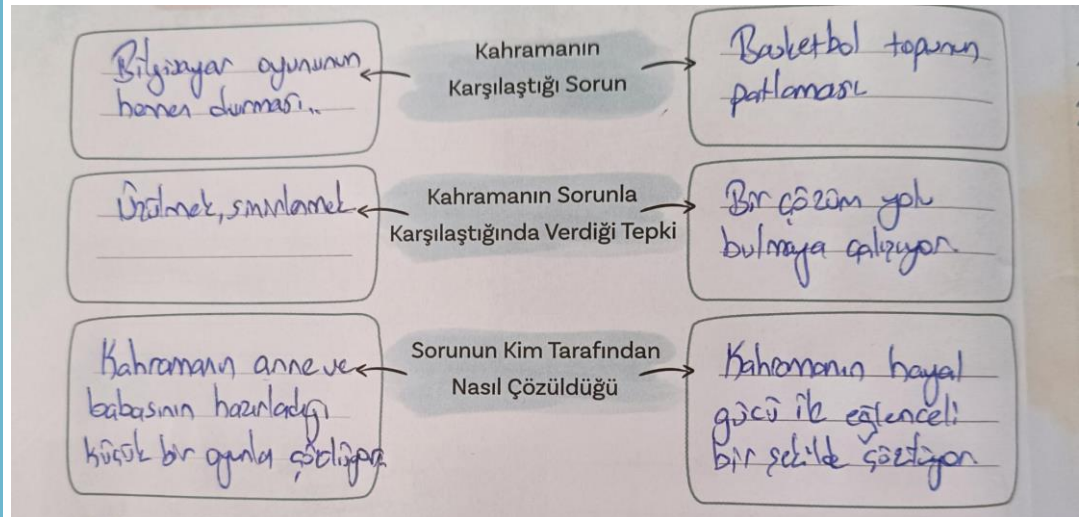 Kahramanın
Karşılaştığı Sorun
Bilgisayar oyununun
hemen durması..
Basketbol topunun
patlaması
Kahramanın Sorunla
Karşılaştığında Verdiği Tepki
Üzülmek, sinirlenmek
Bir çözüm yolu
bulmaya çalışıyor.
Sorunun Kim Tarafından
Nasıl Çözüldüğü
Kahramanın anne ve
babasının hazırladığı
küçük bir oyunla çözülüyor.
Kahramanın hayal
gücü ile eğlenceli
bir şekilde çözülüyor.